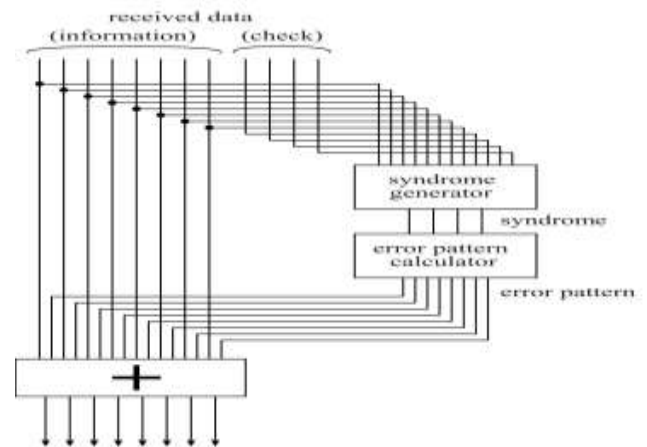 received data
(information) (check)
syndrome
generator
syndrome
error pattern
calculator
error pattern
+